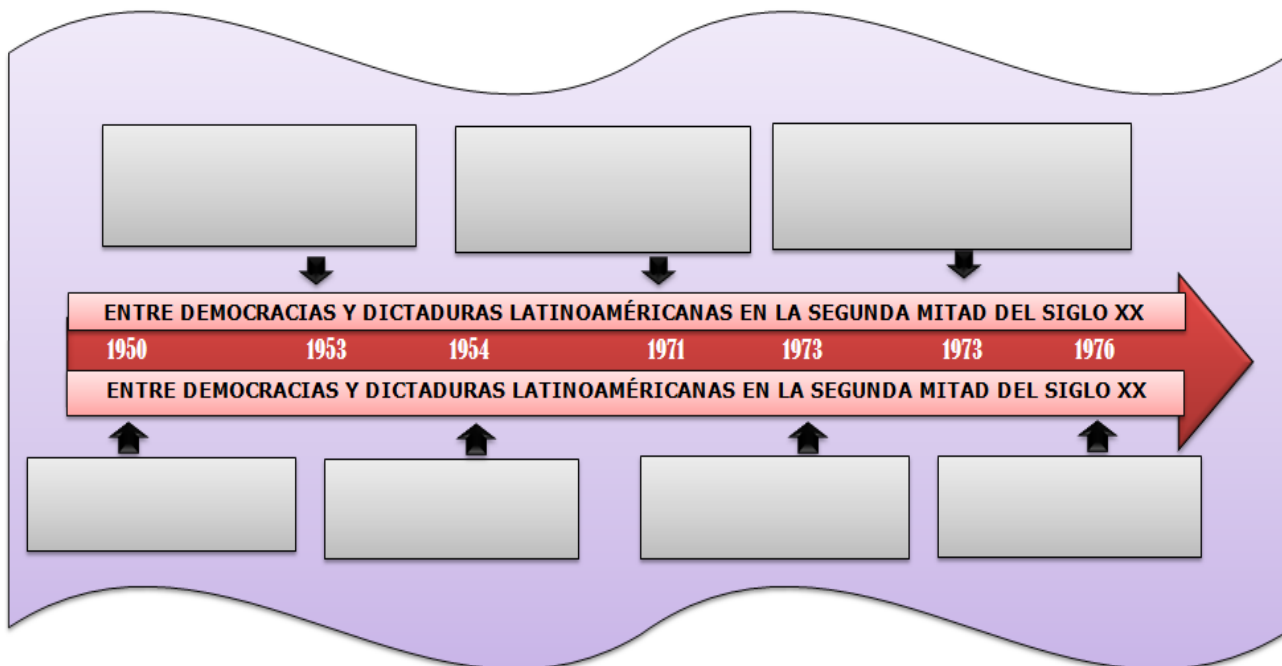 ENTRE DEMOCRACIAS Y DICTADURAS LATINOAMÉRICANAS EN LA SEGUNDA MITAD DEL SIGLO XX
1950 1953 1954 1971 1973 1973 1976
ENTRE DEMOCRACIAS Y DICTADURAS LATINOAMÉRICANAS EN LA SEGUNDA MITAD DEL SIGLO XX